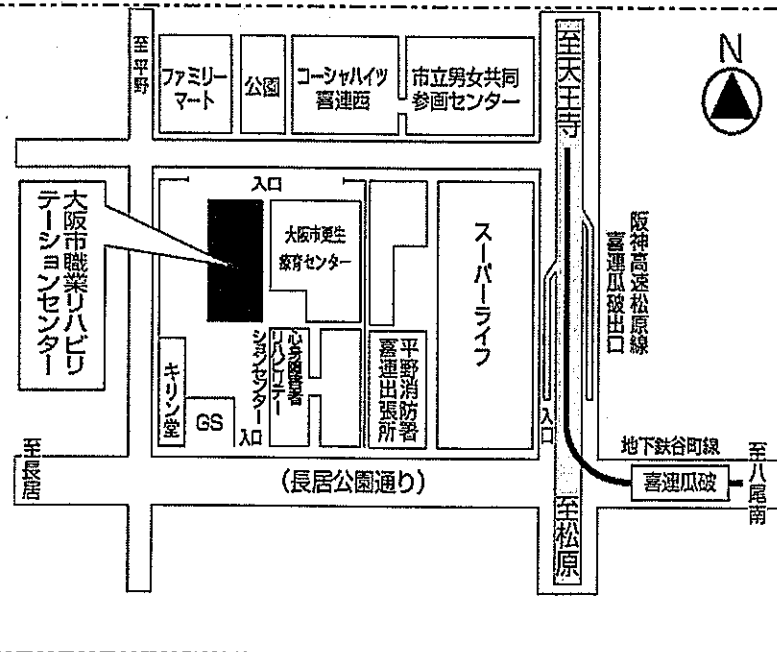 至平野
ファミリー
マート
公園
コーシャハイツ
喜連西
市立男女共同
参画センター
至天王寺
N
入口
大阪市職業リハビリ
テーションセンター
大阪市更生
療育センター
スーパーライフ
阪神高速松原線
喜連瓜破出口
キリン堂
GS
心身障害者
リハビリテー
ションセンター
入口
平野消防署
喜連出張所
入口
至長居
(長居公園通り)
地下鉄谷町線
喜連瓜破
至八尾南
至松原